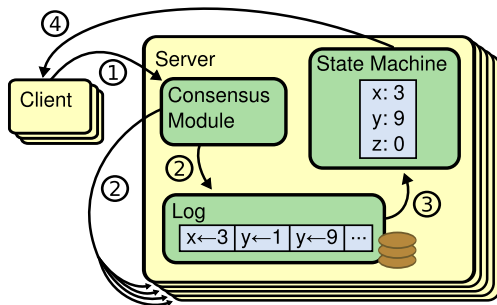 ④
①
Server
State Machine
Client
Consensus
Module
x: 3
y: 9
z: 0
②
②
③
Log
x←3 y←1 y←9 ...